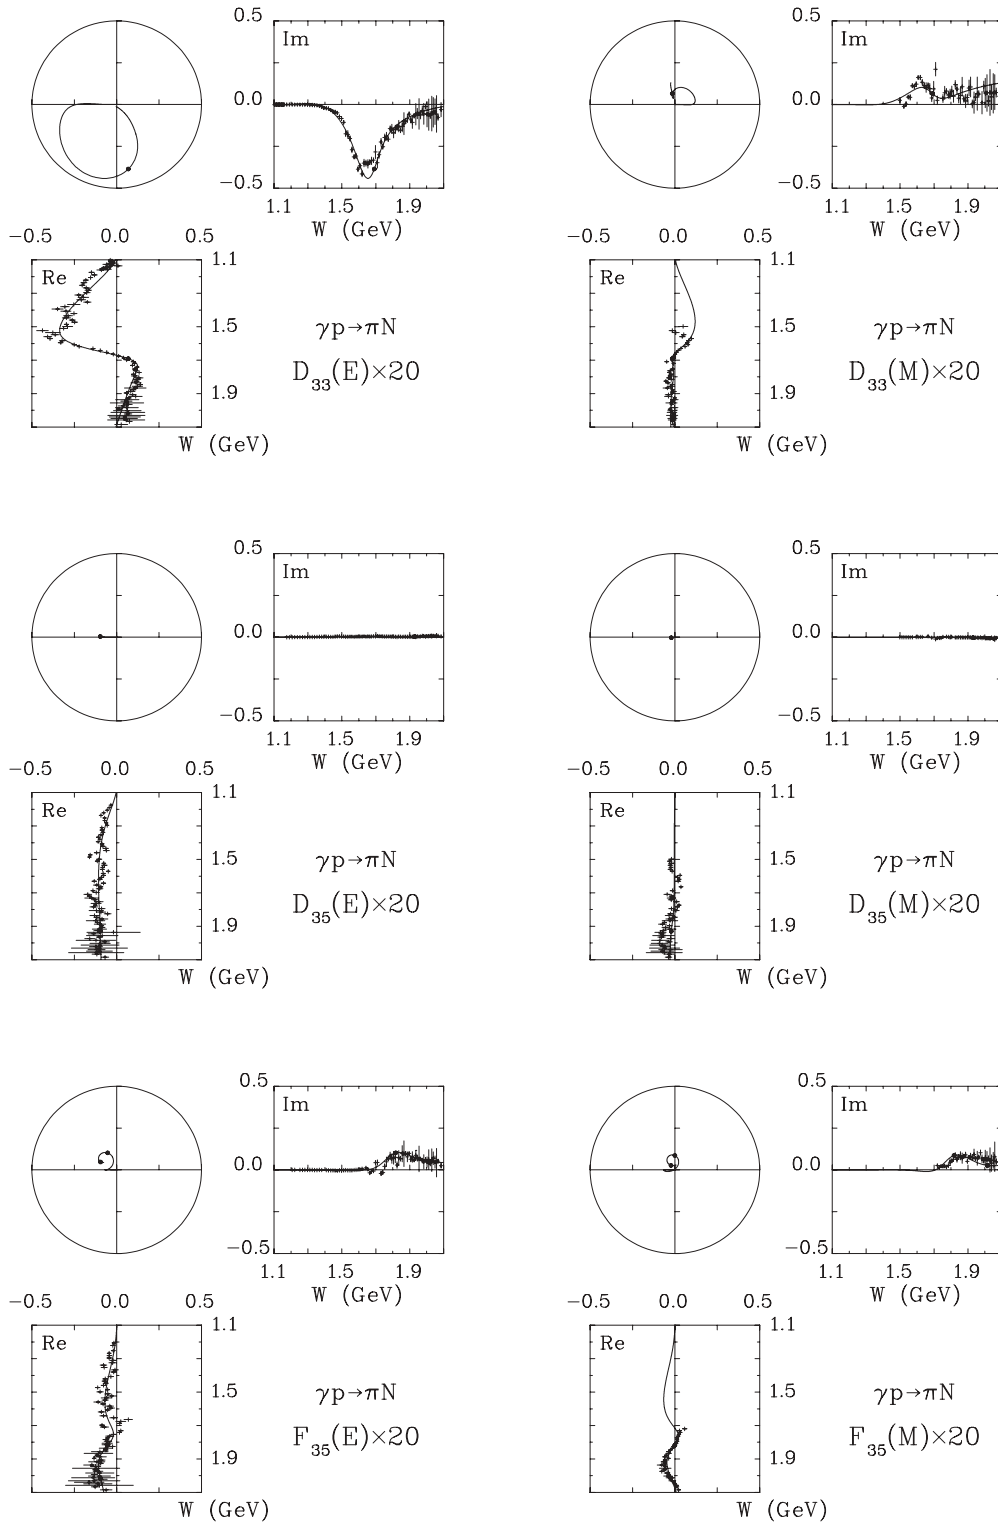 0.5
Im
0.0
−0.5
1.1 1.5 1.9
W (GeV)
−0.5 0.0 0.5
Re
1.1
1.5
1.9
W (GeV)
γp→πN
D33(E)×20
0.5
Im
0.0
−0.5
1.1 1.5 1.9
W (GeV)
−0.5 0.0 0.5
Re
1.1
1.5
1.9
W (GeV)
γp→πN
D33(M)×20
0.5
Im
0.0
−0.5
1.1 1.5 1.9
W (GeV)
−0.5 0.0 0.5
Re
1.1
1.5
1.9
W (GeV)
γp→πN
D35(E)×20
0.5
Im
0.0
−0.5
1.1 1.5 1.9
W (GeV)
−0.5 0.0 0.5
Re
1.1
1.5
1.9
W (GeV)
γp→πN
D35(M)×20
0.5
Im
0.0
−0.5
1.1 1.5 1.9
W (GeV)
−0.5 0.0 0.5
Re
1.1
1.5
1.9
W (GeV)
γp→πN
F35(E)×20
0.5
Im
0.0
−0.5
1.1 1.5 1.9
W (GeV)
−0.5 0.0 0.5
Re
1.1
1.5
1.9
W (GeV)
γp→πN
F35(M)×20